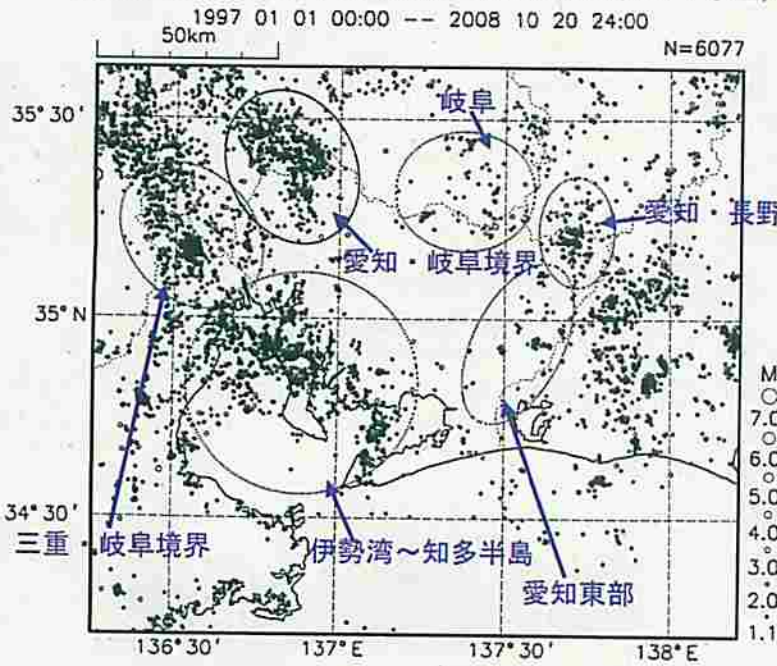 1997 01 01 00:00 -- 2008 10 20 24:00
50km
N=6077
35°30'
岐阜
愛知 長野
愛知・岐阜境界
35°N
M
7.0
6.0
5.0
4.0
3.0
2.0
1.1
34°30'
三重・岐阜境界
伊勢湾～知多半島
愛知東部
136°30'
137°E
137°30'
138°E